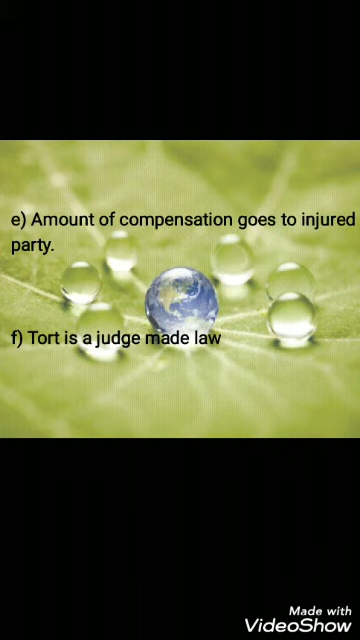 e) Amount of compensation goes to injured
party.
f) Tort is a judge made law
Made with
VideoShow